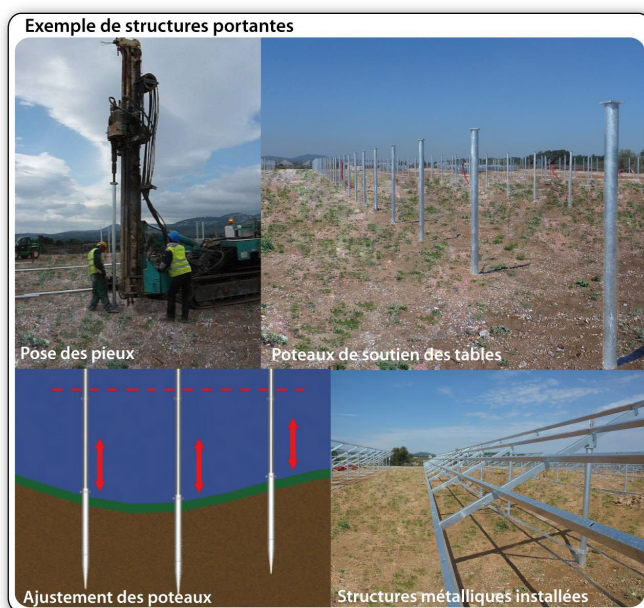 Exemple de structures portantes
Pose des pieux
Poteaux de soutien des tables
Ajustement des poteaux
Structures métalliques installées